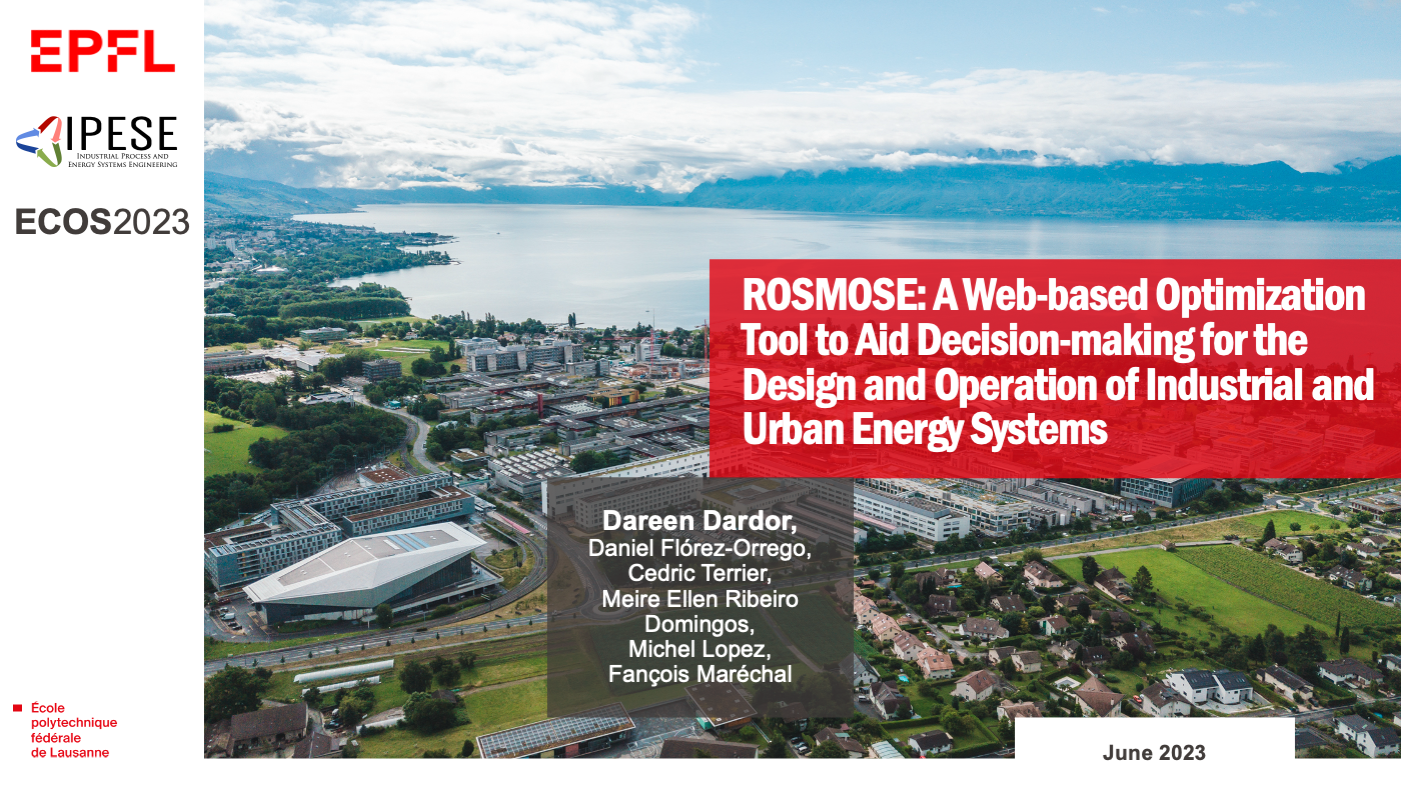 EPFL
IPESE
INDUSTRIAL PROCESS AND
ENERGY SYSTEMS ENGINEERING
ECOS2023
ROSMOSE: A Web-based Optimization
Tool to Aid Decision-making for the
Design and Operation of Industrial and
Urban Energy Systems
Dareen Dardor,
Daniel Flórez-Orrego,
Cedric Terrier,
Meire Ellen Ribeiro
Domingos,
Michel Lopez,
Fançois Maréchal
École
polytechnique
fédérale
de Lausanne
June 2023